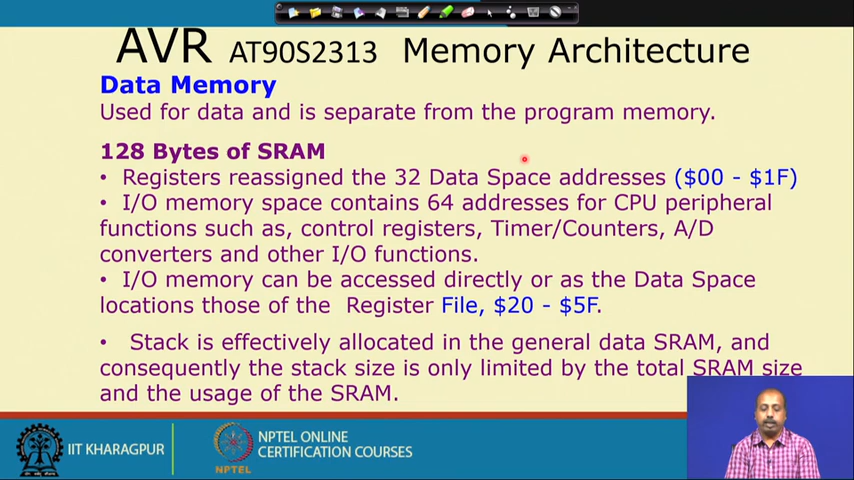 AVR AT90S2313 Memory Architecture
Data Memory
Used for data and is separate from the program memory.
128 Bytes of SRAM
• Registers reassigned the 32 Data Space addresses ($00 - $1F)
• I/O memory space contains 64 addresses for CPU peripheral
functions such as, control registers, Timer/Counters, A/D
converters and other I/O functions.
• I/O memory can be accessed directly or as the Data Space
locations those of the Register File, $20 - $5F.
• Stack is effectively allocated in the general data SRAM, and
consequently the stack size is only limited by the total SRAM size
and the usage of the SRAM.
IIT KHARAGPUR
NPTEL
NPTEL ONLINE
CERTIFICATION COURSES